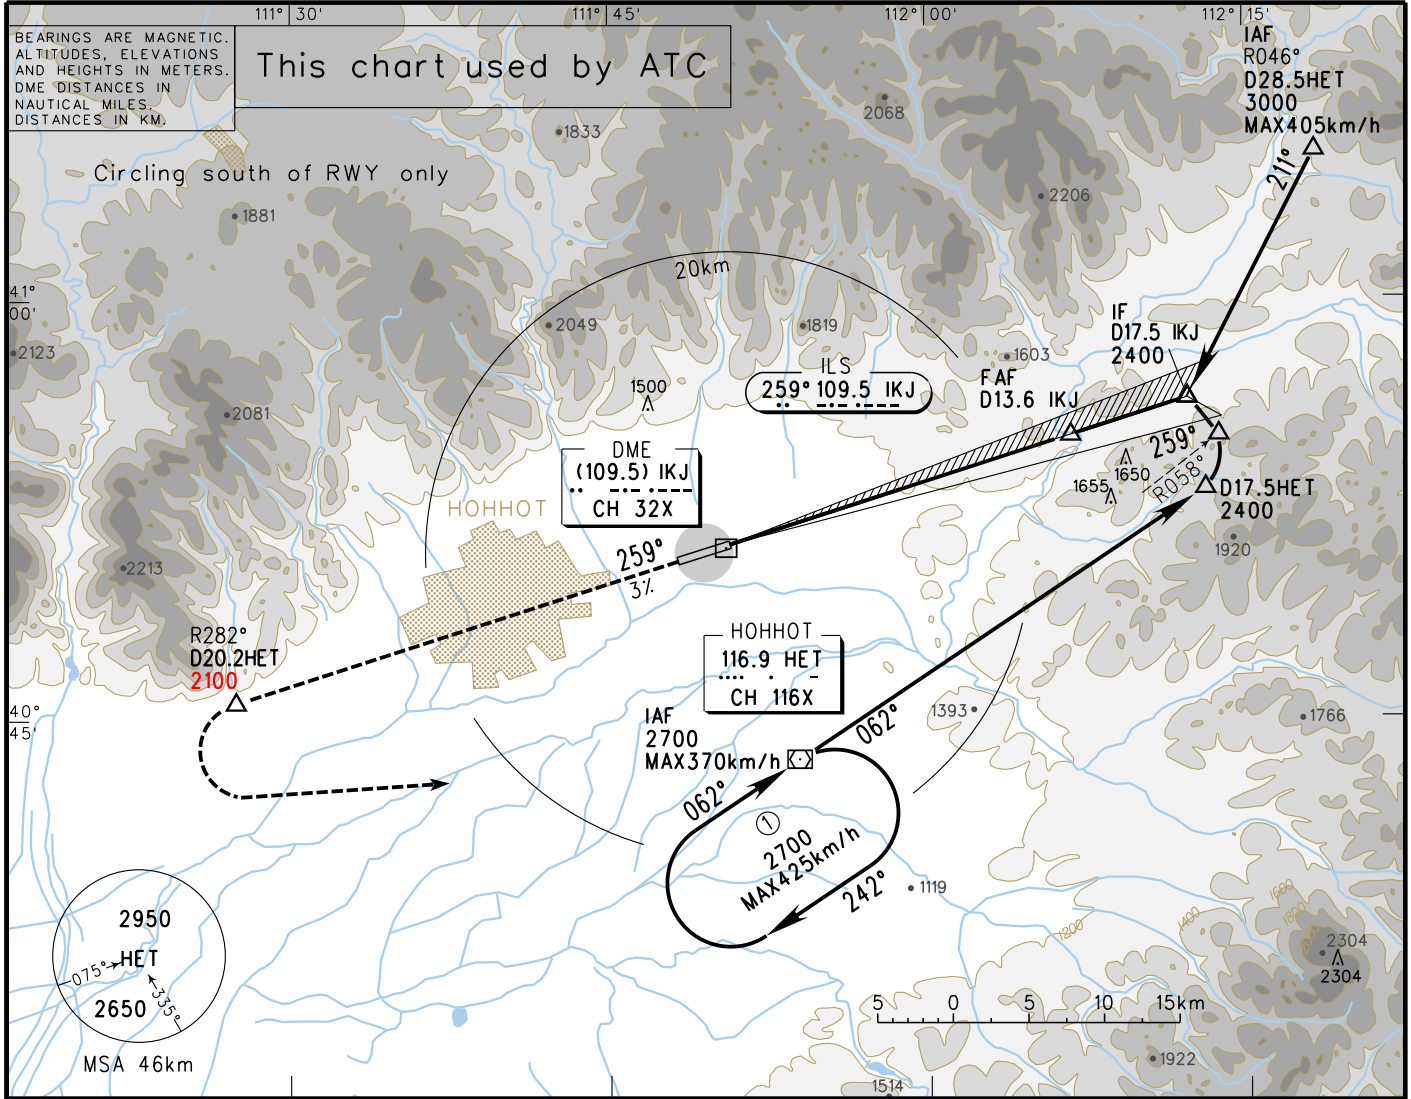 111° 30'
111° 45'
112° 00'
112° 15'
BEARINGS ARE MAGNETIC.
ALTITUDES, ELEVATIONS
AND HEIGHTS IN METERS.
DME DISTANCES IN
NAUTICAL MILES.
DISTANCES IN KM.
This chart used by ATC
IAF
R046°
D28.5HET
3000
MAX405km/h
211°
2068
1833
Circling south of RWY only
2206
1881
20km
41°
00'
2049
1819
IF
D17.5 IKJ
2400
2123
1603
ILS
259° 109.5 IKJ
FAF
D13.6 IKJ
1500
2081
259°
DME
(109.5) IKJ
CH 32X
1650
1655
R058°
D17.5HET
2400
HOHHOT
1920
259°
3%
2213
R282°
D20.2HET
2100
HOHHOT
116.9 HET
CH 116X
40°
45'
1393
1766
IAF
2700
MAX370km/h
062°
062°
1
2700
MAX425km/h
242°
1119
1600
1800
2000
1400
1200
2304
2304
2950
HET
075°
335°
2650
MSA 46km
5 0 5 10 15km
1922
1514